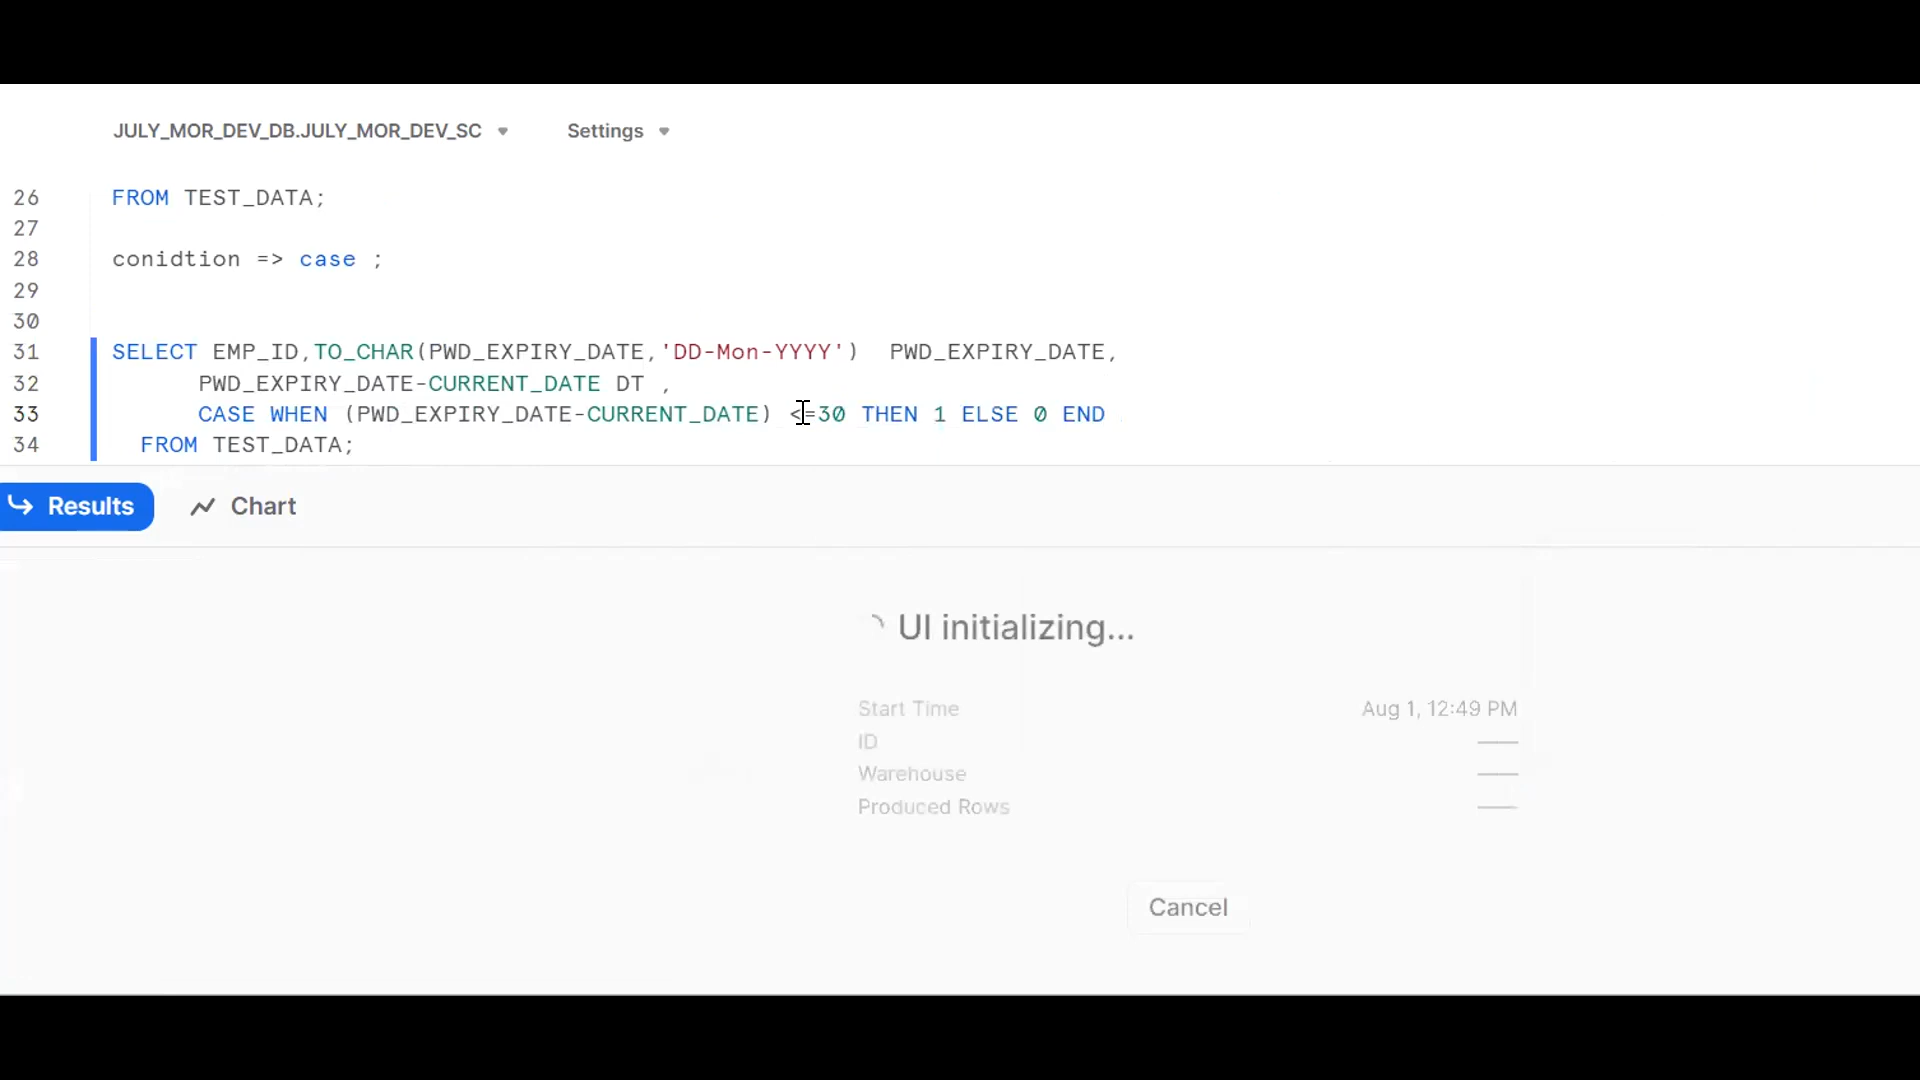 JULY_MOR_DEV_DB.JULY_MOR_DEV_SC Settings
26 FROM TEST_DATA;
27
28 conidtion => case ;
29
30
31 SELECT EMP_ID,TO_CHAR(PWD_EXPIRY_DATE,'DD-Mon-YYYY') PWD_EXPIRY_DATE,
32 PWD_EXPIRY_DATE-CURRENT_DATE DT ,
33 CASE WHEN (PWD_EXPIRY_DATE-CURRENT_DATE) <=30 THEN 1 ELSE 0 END
34 FROM TEST_DATA;
Results Chart
UI initializing...
Start Time Aug 1, 12:49 PM
ID
Warehouse
Produced Rows
Cancel